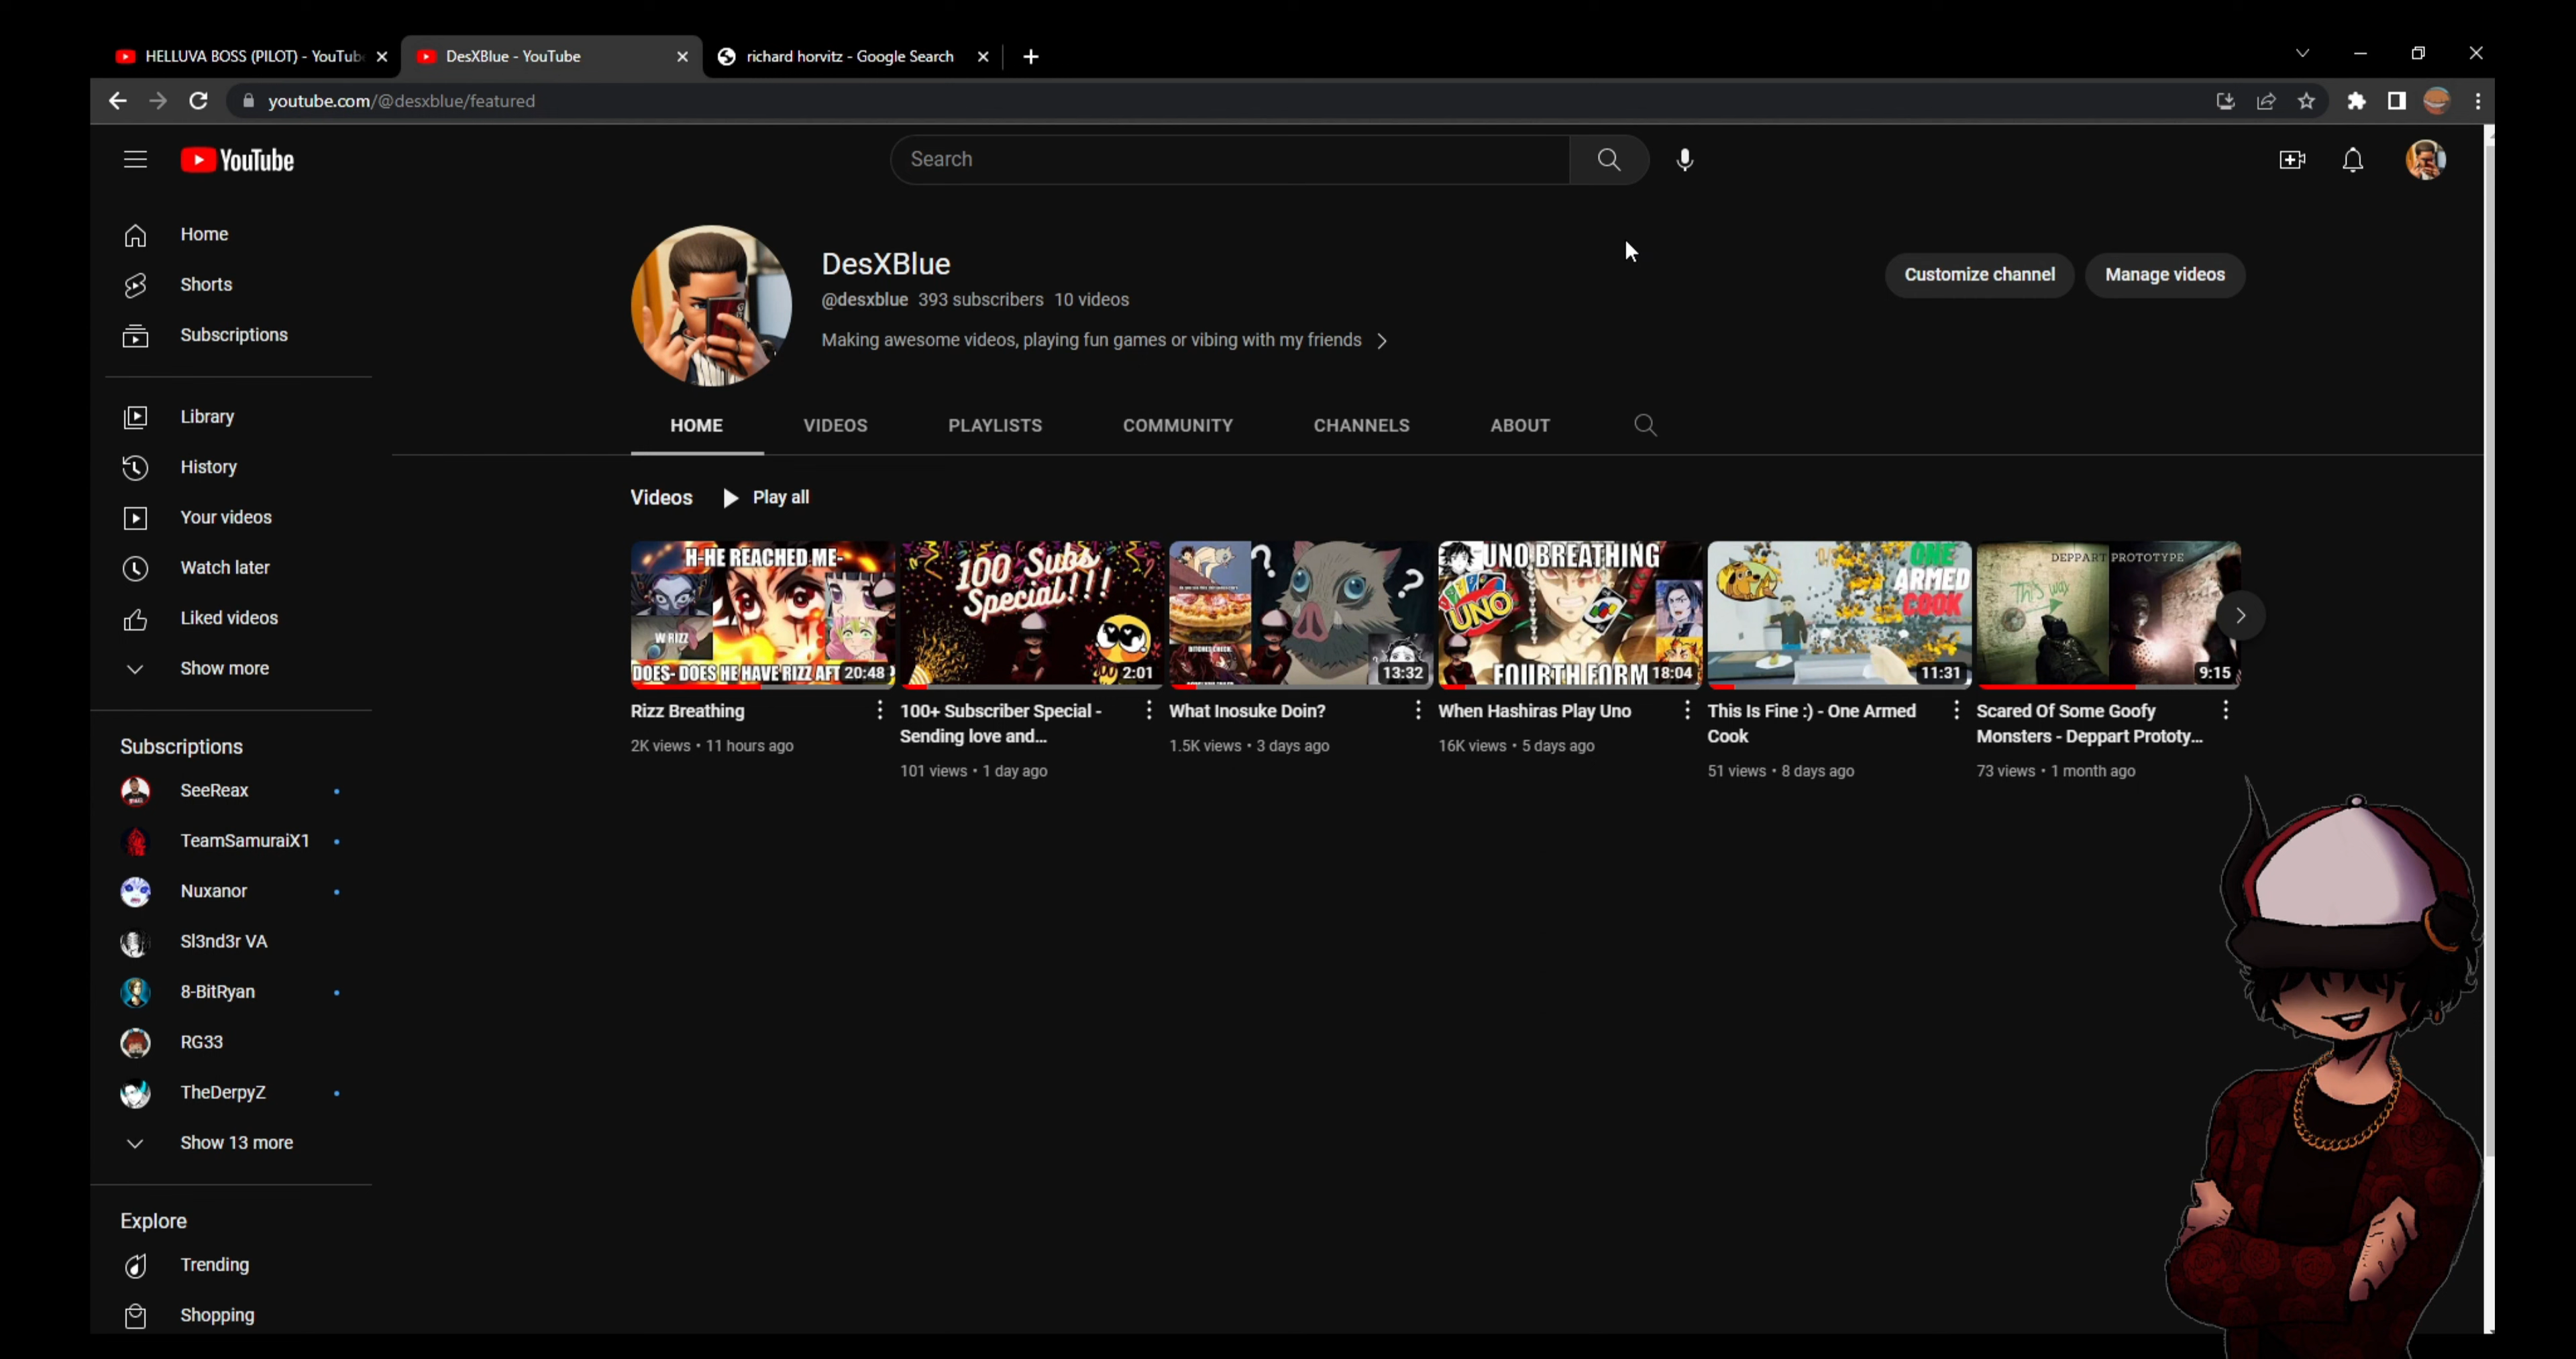 HELLUVA BOSS (PILOT) - YouTube
DesXBlue - YouTube
richard horvitz - Google Search
youtube.com/@desxblue/featured
YouTube
Search
Home
Shorts
Subscriptions
Library
History
Your videos
Watch later
Liked videos
Show more
Subscriptions
SeeReax
TeamSamuraiX1
Nuxanor
Sl3nd3r VA
8-BitRyan
RG33
TheDerpyZ
Show 13 more
Explore
Trending
Shopping
DesXBlue
@desxblue 393 subscribers 10 videos
Making awesome videos, playing fun games or vibing with my friends
Customize channel
Manage videos
HOME
VIDEOS
PLAYLISTS
COMMUNITY
CHANNELS
ABOUT
Videos
Play all
H-HE REACHED ME-
W RIZZ
DOES- DOES HE HAVE RIZZ AFT
20:48
Rizz Breathing
2K views • 11 hours ago
100 Subs
Special!!!
2:01
100+ Subscriber Special -
Sending love and...
101 views • 1 day ago
? ?
BITCHES CHECK
13:32
What Inosuke Doin?
1.5K views • 3 days ago
UNO BREATHING
UNO
FOURTH FORM
18:04
When Hashiras Play Uno
16K views • 5 days ago
ONE
ARMED
COOK
11:31
This Is Fine :) - One Armed
Cook
51 views • 8 days ago
DEPPART PROTOTYPE
This way
9:15
Scared Of Some Goofy
Monsters - Deppart Prototy...
73 views • 1 month ago